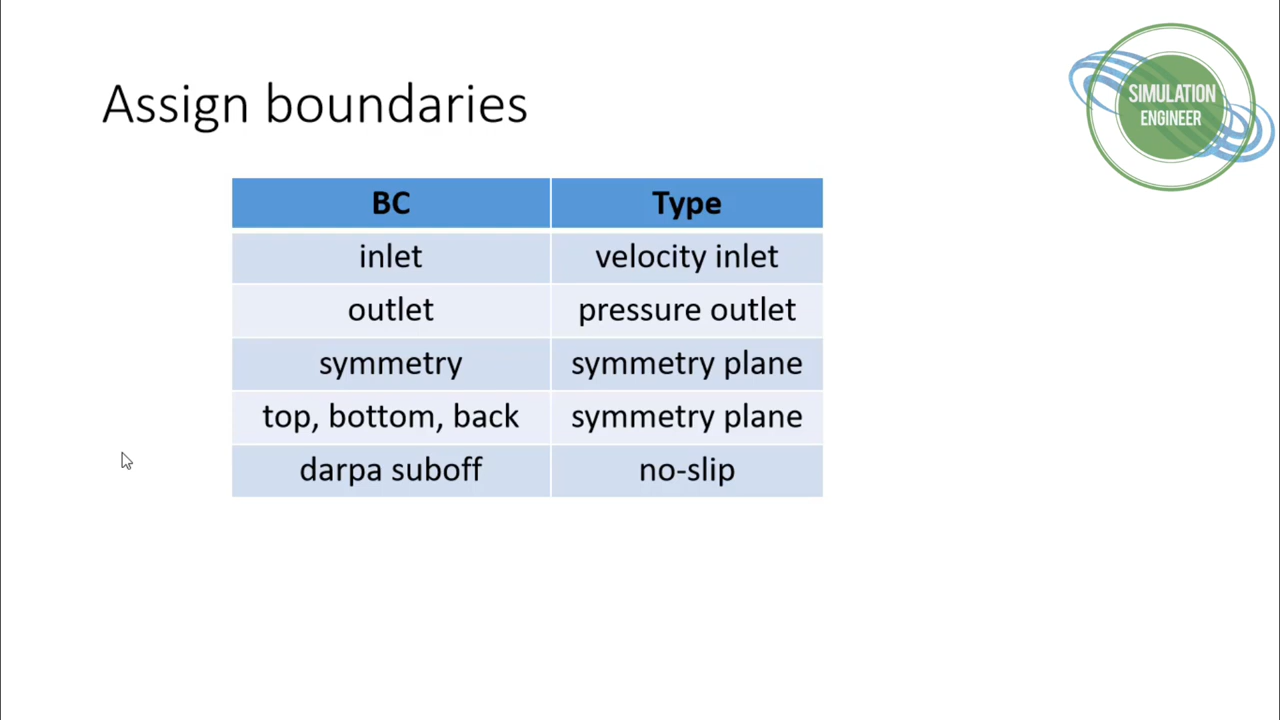 Assign boundaries
SIMULATION
ENGINEER
BC Type
inlet velocity inlet
outlet pressure outlet
symmetry symmetry plane
top, bottom, back symmetry plane
darpa suboff no-slip